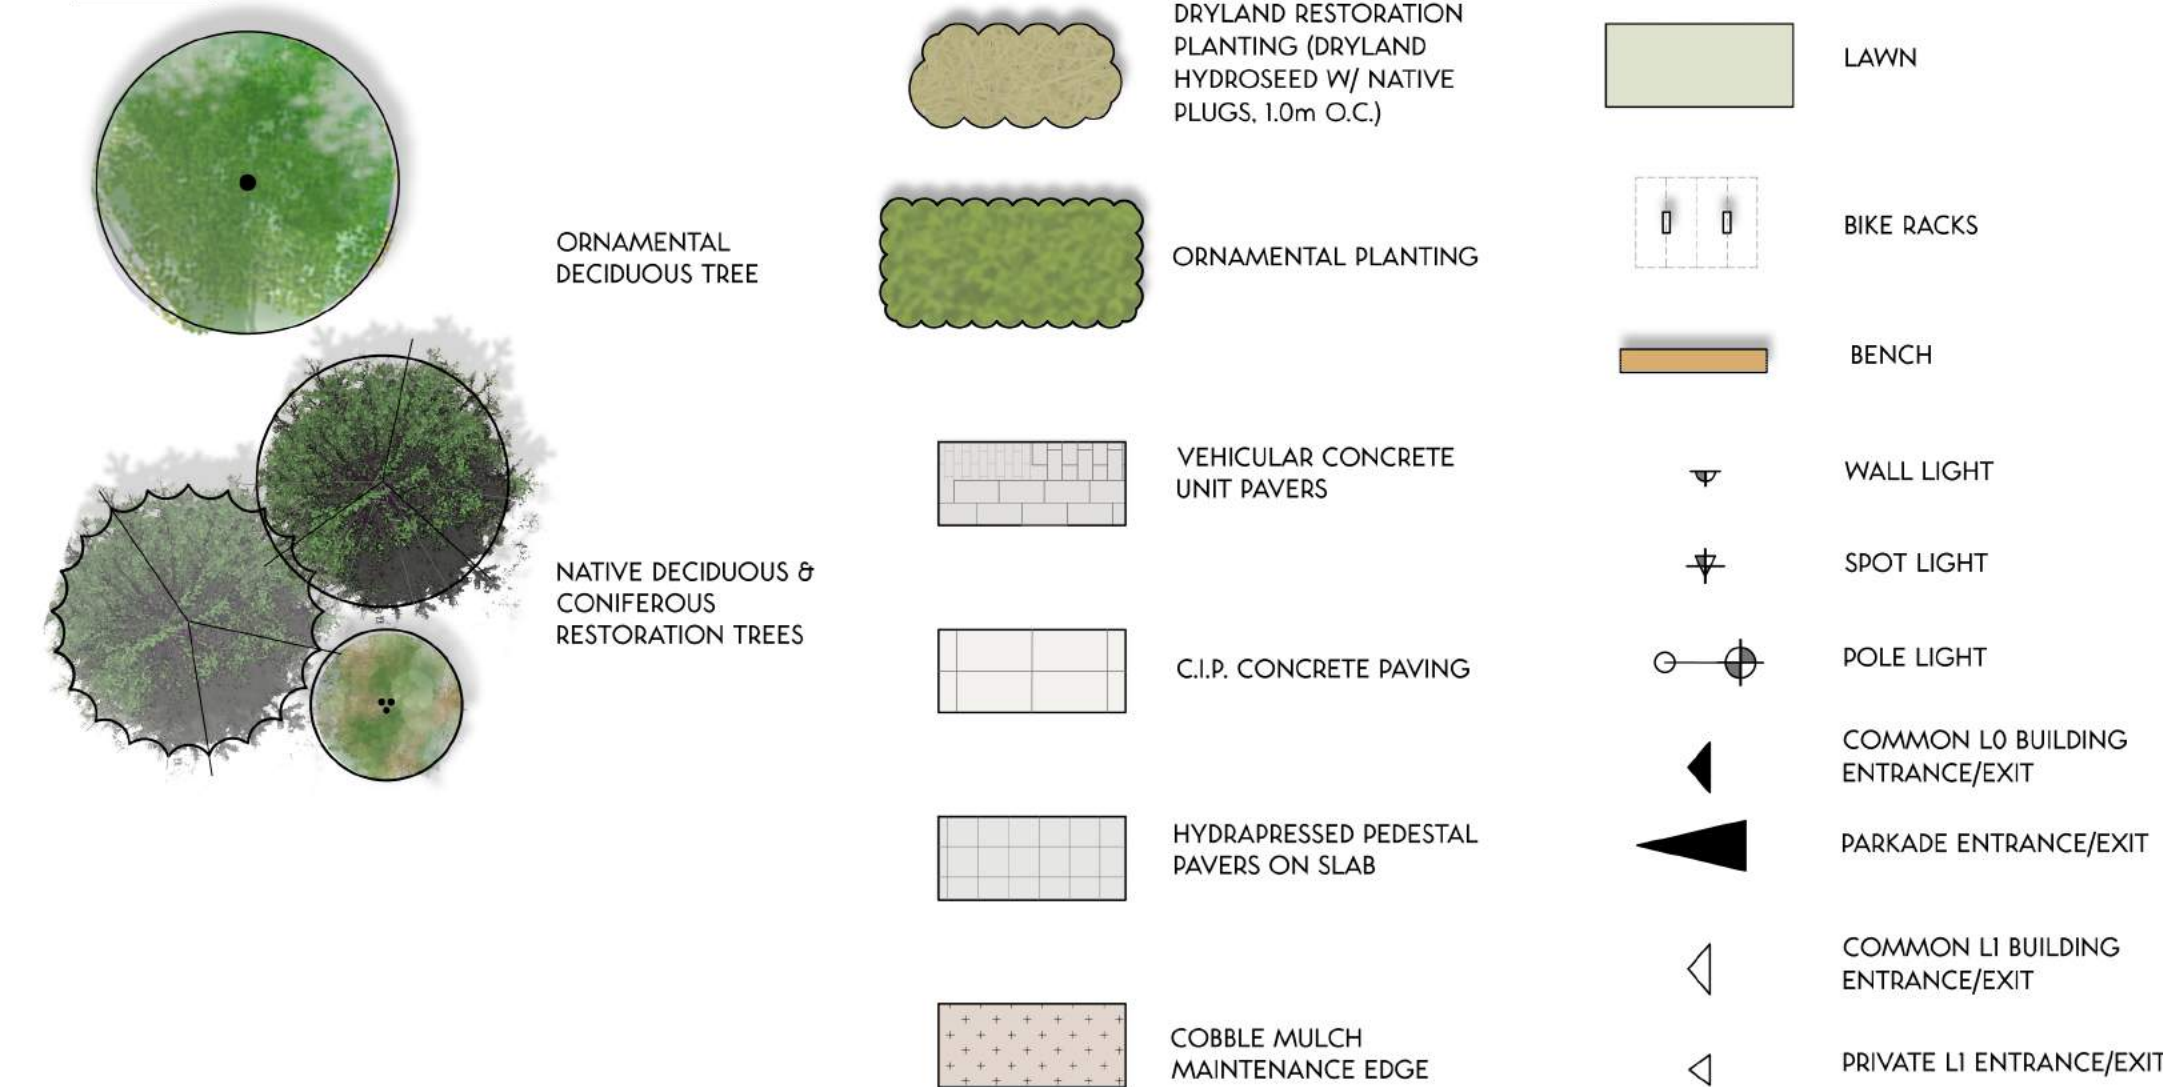 ORNAMENTAL
DECIDUOUS TREE
NATIVE DECIDUOUS &
CONIFEROUS
RESTORATION TREES
DRYLAND RESTORATION
PLANTING (DRYLAND
HYDROSEED W/ NATIVE
PLUGS, 1.0m O.C.)
ORNAMENTAL PLANTING
VEHICULAR CONCRETE
UNIT PAVERS
C.I.P. CONCRETE PAVING
HYDRAPRESSED PEDESTAL
PAVERS ON SLAB
COBBLE MULCH
MAINTENANCE EDGE
LAWN
BIKE RACKS
BENCH
WALL LIGHT
SPOT LIGHT
POLE LIGHT
COMMON L0 BUILDING
ENTRANCE/EXIT
PARKADE ENTRANCE/EXIT
COMMON L1 BUILDING
ENTRANCE/EXIT
PRIVATE L1 ENTRANCE/EXIT